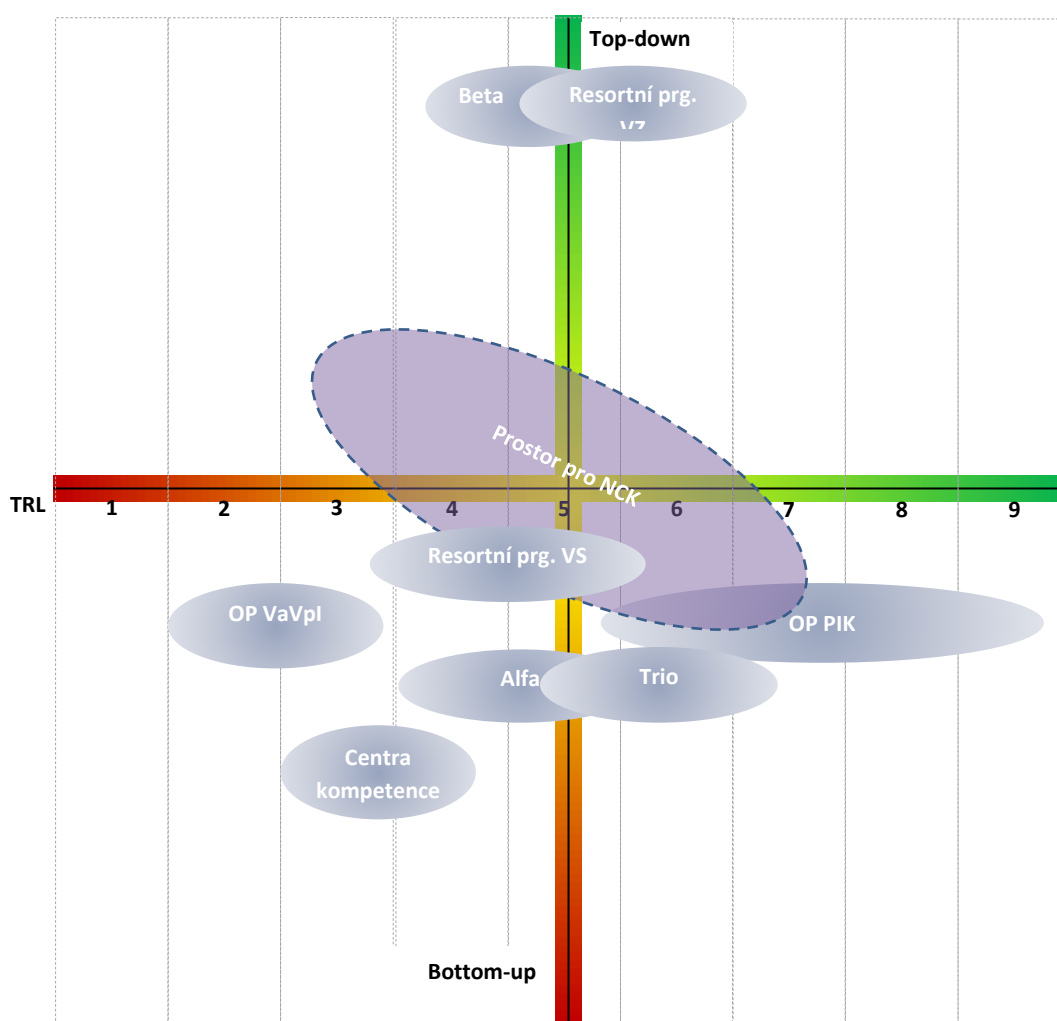 Top-down
Beta
Resortní prg.
VZ
Prostor pro NCK
TRL
1
2
3
4
5
6
7
8
9
Resortní prg. VS
OP VaVpI
OP PIK
Alfa
Trio
Centra
kompetence
Bottom-up